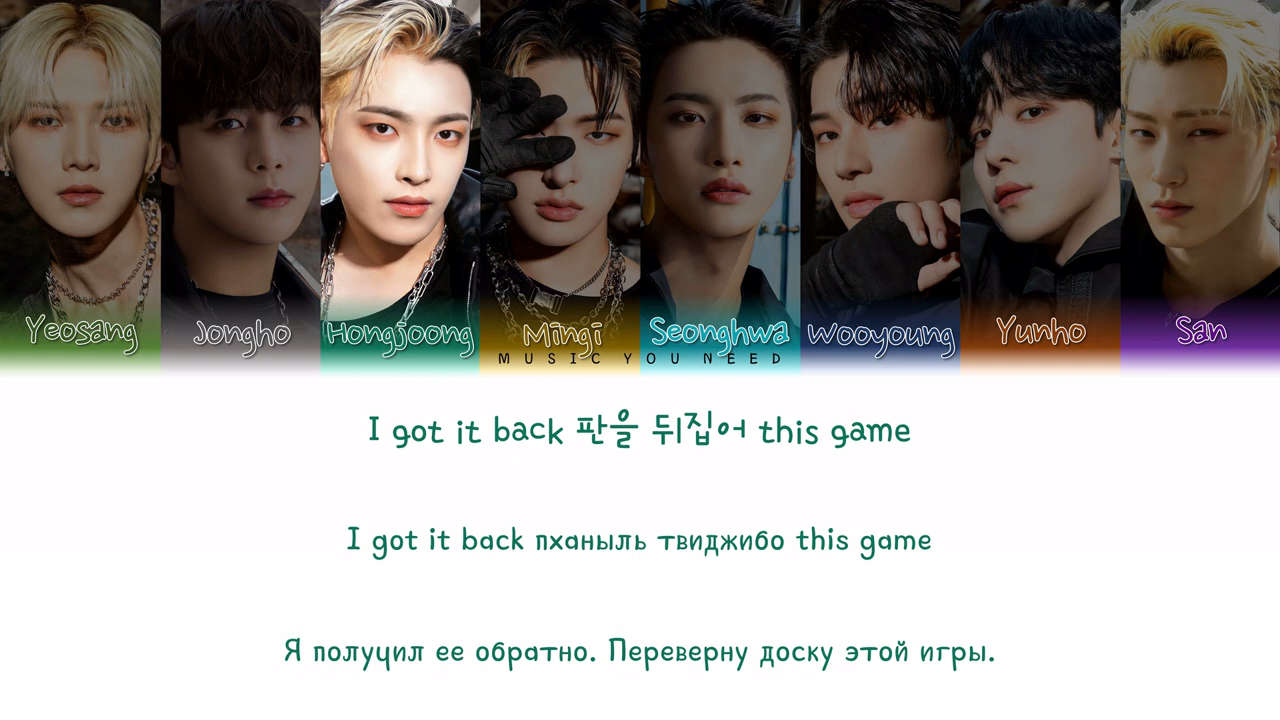 Yeosang Jongho Hongjoong Mingi Seonghwa Wooyoung Yunho San
MUSIC YOU NEED
I got it back 판을 뒤집어 this game
I got it back пханыль твиджибо this game
Я получил ее обратно. Переверну доску этой игры.